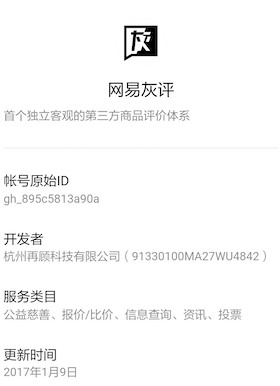 灰
网易灰评
首个独立客观的第三方商品评价体系
帐号原始ID
gh_895c5813a90a
开发者
杭州再顾科技有限公司（91330100MA27WU4842）
服务类目
公益慈善、报价/比价、信息查询、资讯、投票
更新时间
2017年1月9日